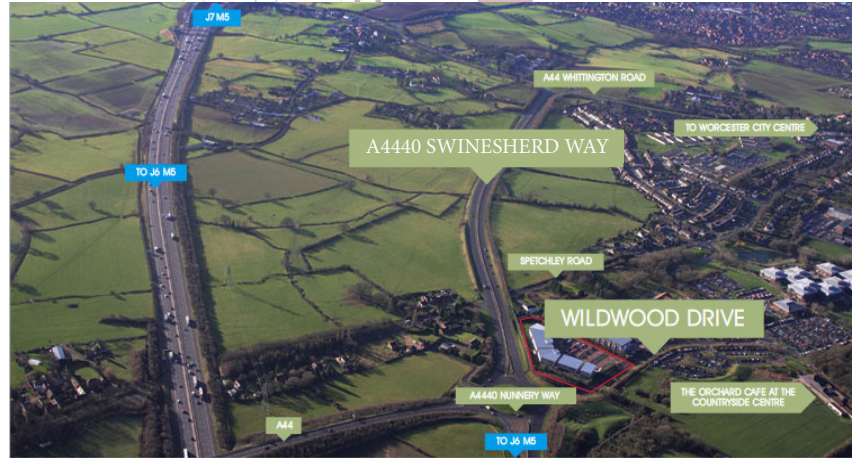 J7 M5
A44 WHITTINGTON ROAD
TO WORCESTER CITY CENTRE
A4440 SWINESHERD WAY
TO J6 M5
SPETCHLEY ROAD
WILDWOOD DRIVE
A4440 NUNNERY WAY
THE ORCHARD CAFE AT THE
COUNTRYSIDE CENTRE
A44
TO J6 M5